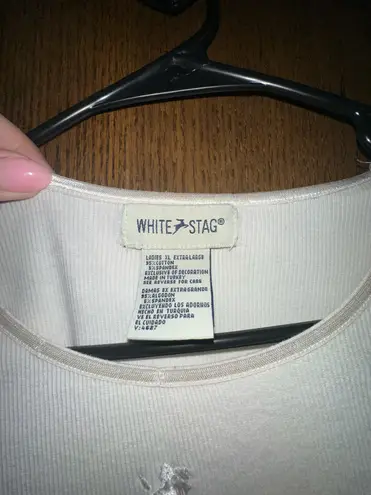 WHITE STAG®
LADIES XL EXTRA LARGE
95% COTTON
5% SPANDEX
EXCLUSIVE OF DECORATION
MADE IN TURKEY
SEE REVERSE FOR CARE
DAMAS EX EXTRAGRANDE
95% ALGODON
5% SPANDEX
EXCLUYENDO LOS ADORNOS
HECHO EN TURQUIA
VE EL REVERSO PARA
EL CUIDADO
V:4687